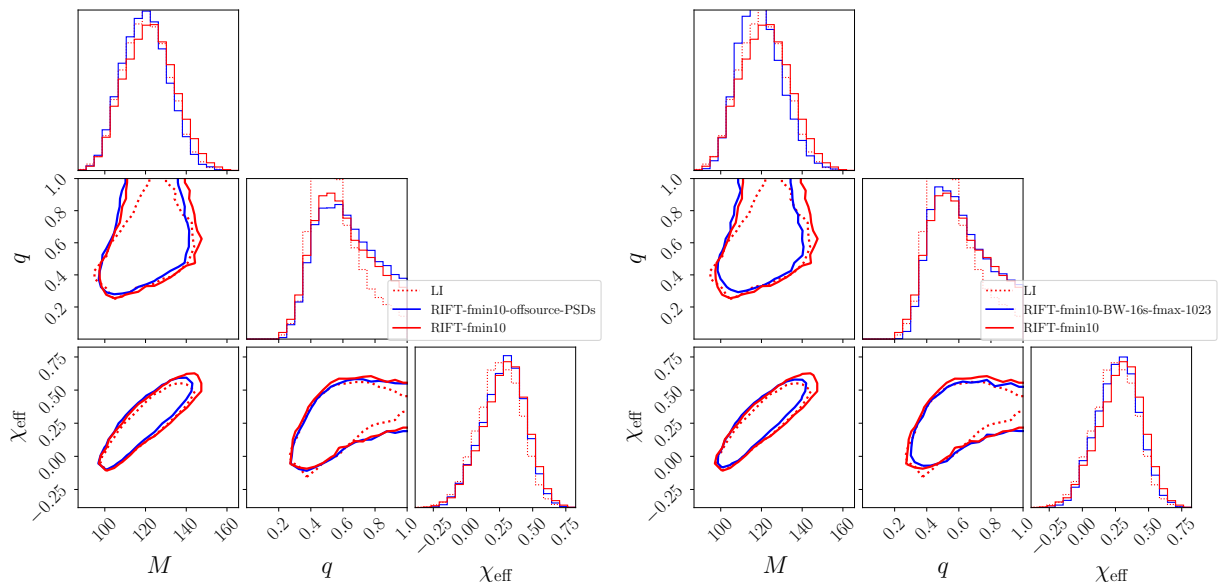 1.0
0.8
0.6
0.4
0.2
q
LI
RIFT-fmin10-offsource-PSDs
RIFT-fmin10
0.75
0.50
0.25
0.00
−0.25
χeff
100 120 140 160
M
0.2 0.4 0.6 0.8 1.0
q
−0.25 0.00 0.25 0.50 0.75
χeff
1.0
0.8
0.6
0.4
0.2
q
LI
RIFT-fmin10-BW-16s-fmax-1023
RIFT-fmin10
0.75
0.50
0.25
0.00
−0.25
χeff
100 120 140 160
M
0.2 0.4 0.6 0.8 1.0
q
−0.25 0.00 0.25 0.50 0.75
χeff